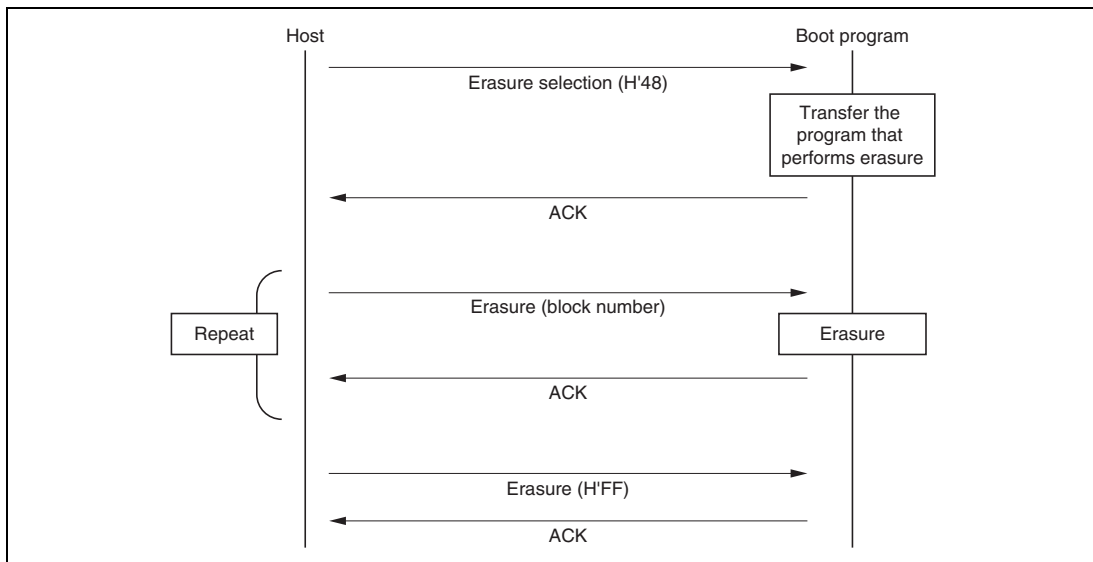 Host
Boot program
Erasure selection (H'48)
Transfer the
program that
performs erasure
ACK
Erasure (block number)
Repeat
Erasure
ACK
Erasure (H'FF)
ACK